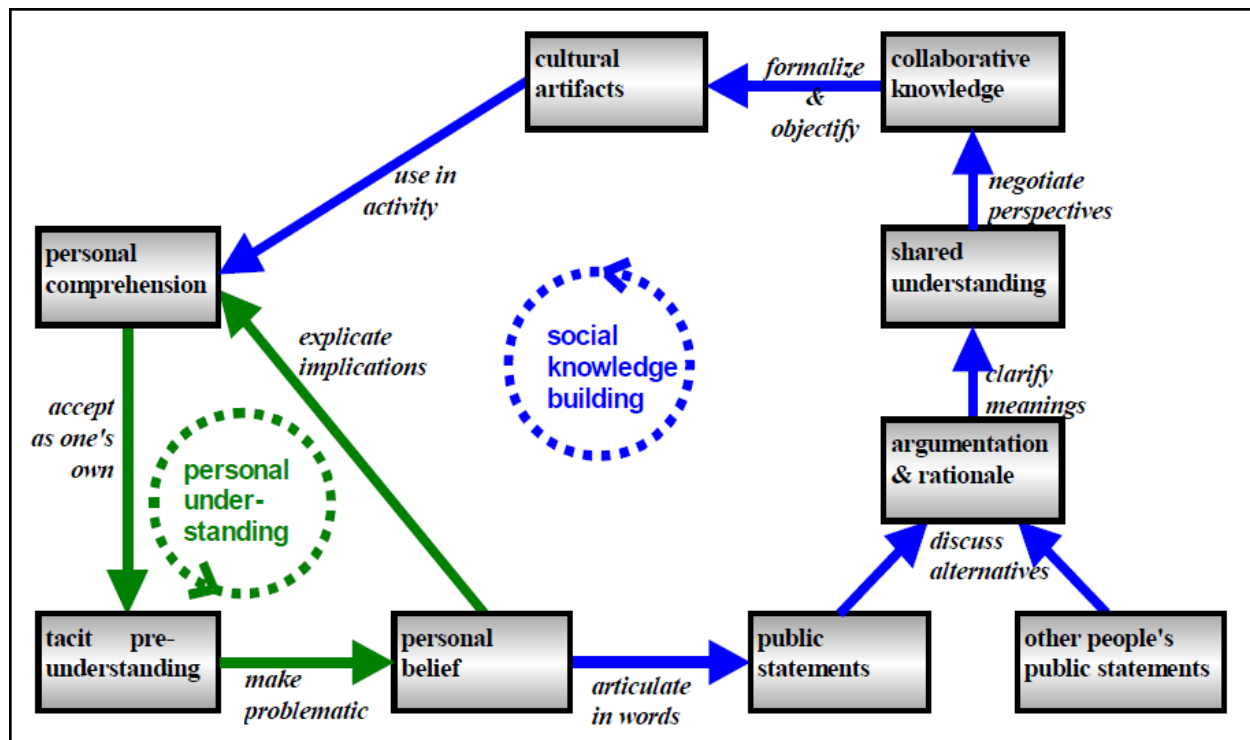 cultural
artifacts
formalize
&
objectify
collaborative
knowledge
use in
activity
negotiate
perspectives
personal
comprehension
shared
understanding
explicate
implications
social
knowledge
building
clarify
meanings
accept
as one's
own
personal
under-
standing
argumentation
& rationale
discuss
alternatives
tacit pre-
understanding
make
problematic
personal
belief
articulate
in words
public
statements
other people's
public statements